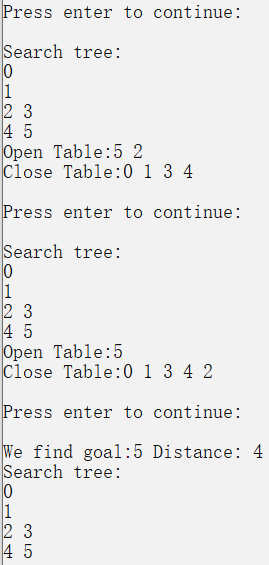 Press enter to continue:
Search tree:
0
1
2 3
4 5
Open Table:5 2
Close Table:0 1 3 4
Press enter to continue:
Search tree:
0
1
2 3
4 5
Open Table:5
Close Table:0 1 3 4 2
Press enter to continue:
We find goal:5 Distance: 4
Search tree:
0
1
2 3
4 5